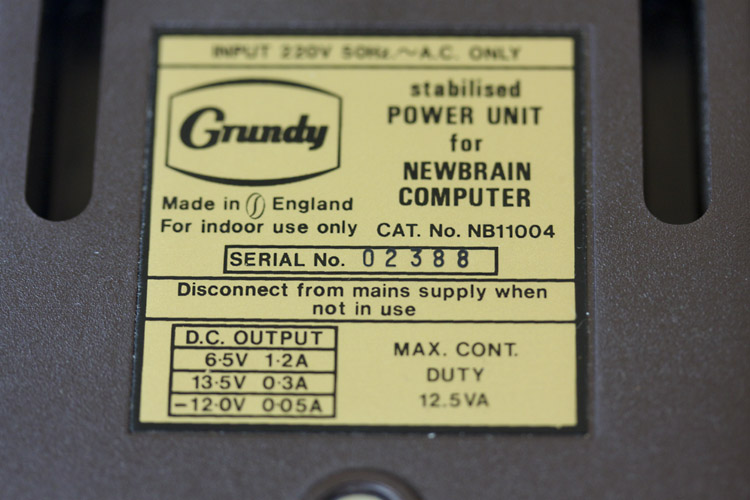 INPUT 220V 50Hz.~A.C. ONLY
Grundy
stabilised
POWER UNIT
for
NEWBRAIN
COMPUTER
Made in England
For indoor use only
CAT. No. NB11004
SERIAL No. 02388
Disconnect from mains supply when
not in use
D.C. OUTPUT
6·5V 1·2A
13·5V 0·3A
-12·0V 0·05A
MAX. CONT.
DUTY
12.5VA